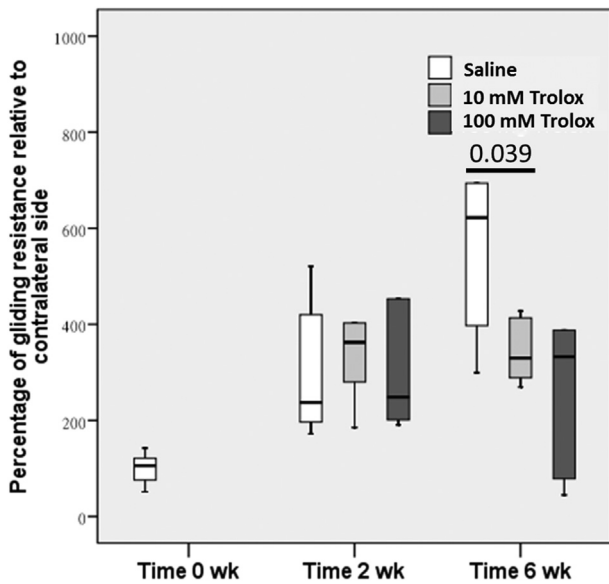 Percentage of gliding resistance relative to
contralateral side
1000
800
600
400
200
0
Saline
10 mM Trolox
100 mM Trolox
0.039
Time 0 wk Time 2 wk Time 6 wk